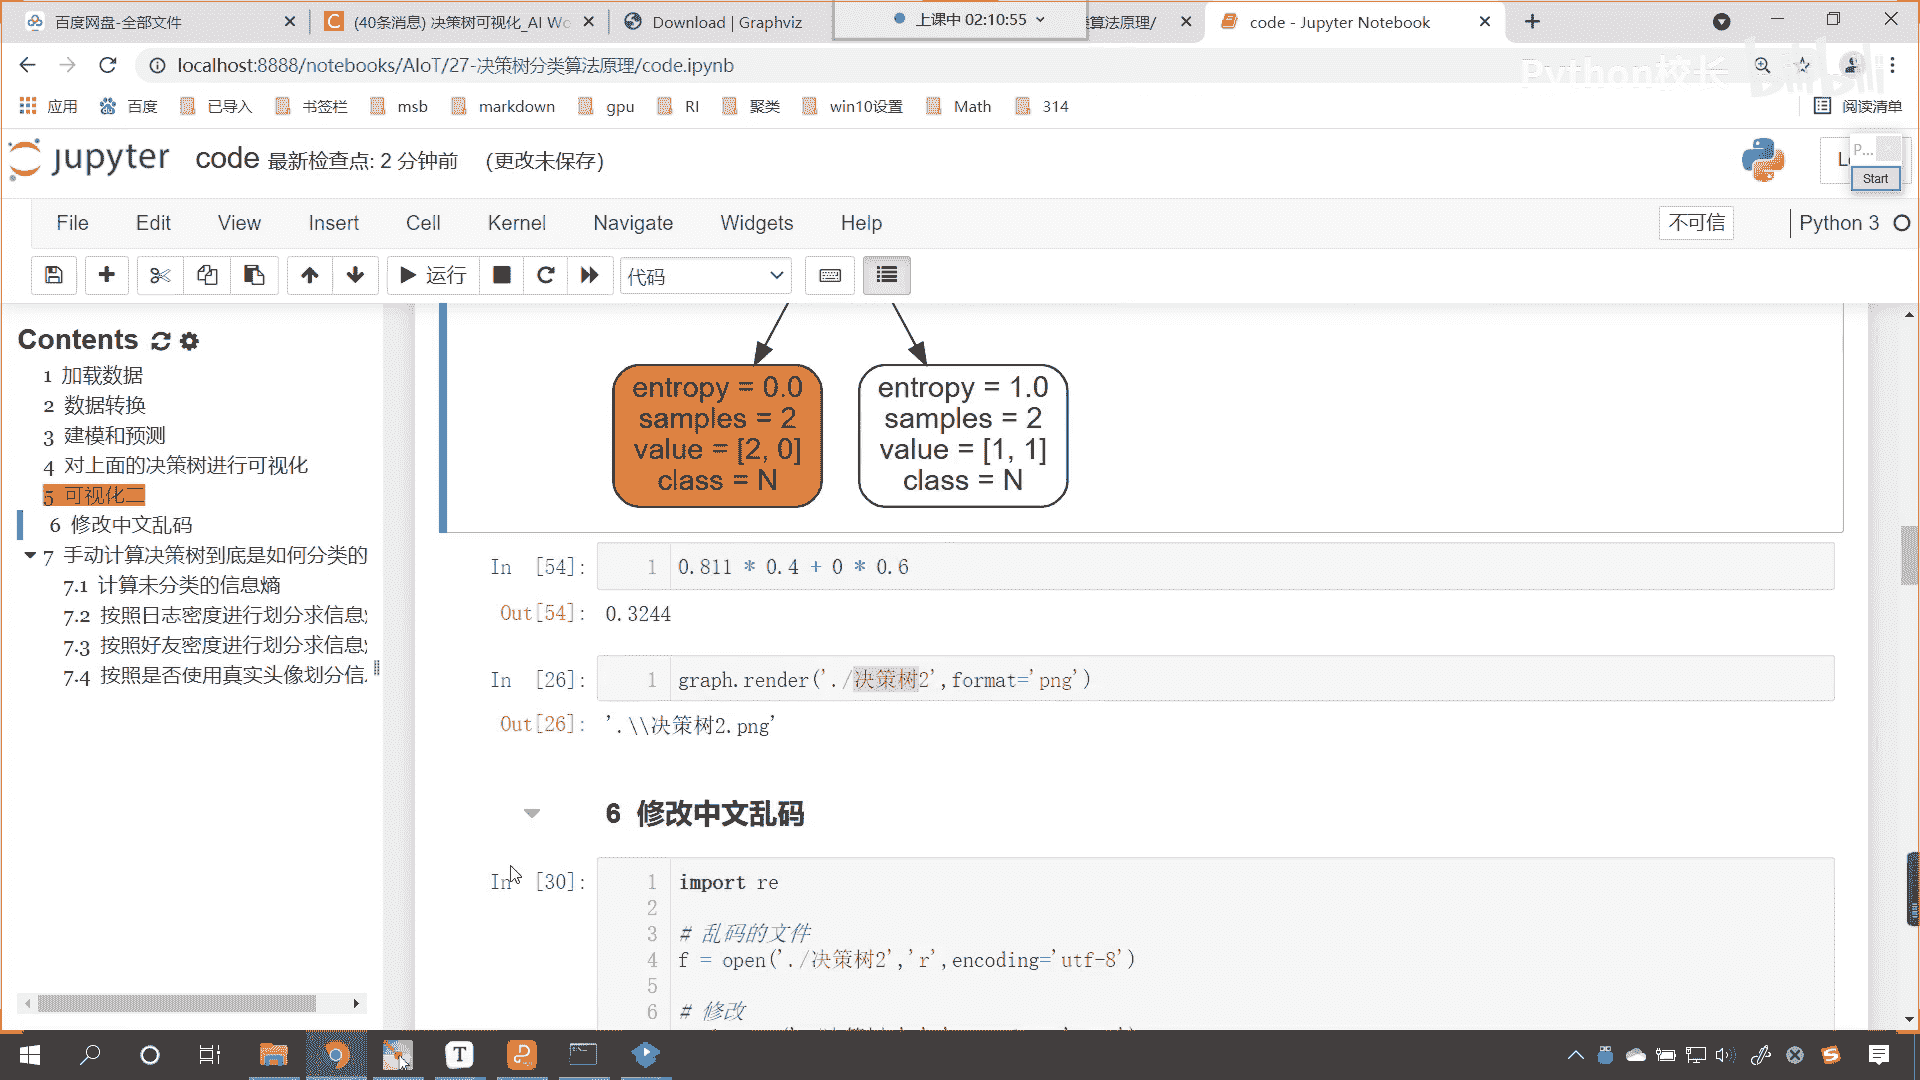 百度网盘-全部文件
(40条消息) 决策树可视化_AI Wo
Download | Graphviz
上课中 02:10:55
类算法原理/
code - Jupyter Notebook
localhost:8888/notebooks/AIoT/27-决策树分类算法原理/code.ipynb
Python校长
bilibili
应用
百度
已导入
书签栏
msb
markdown
gpu
RI
聚类
win10设置
Math
314
阅读清单
jupyter
code 最新检查点: 2 分钟前 (更改未保存)
P...
Start
File
Edit
View
Insert
Cell
Kernel
Navigate
Widgets
Help
不可信
Python 3
运行
代码
Contents
1 加载数据
2 数据转换
3 建模和预测
4 对上面的决策树进行可视化
5 可视化二
6 修改中文乱码
7 手动计算决策树到底是如何分类的
7.1 计算未分类的信息熵
7.2 按照日志密度进行划分求信息
7.3 按照好友密度进行划分求信息
7.4 按照是否使用真实头像划分信
entropy = 0.0
samples = 2
value = [2, 0]
class = N
entropy = 1.0
samples = 2
value = [1, 1]
class = N
In [54]: 1 0.811 * 0.4 + 0 * 0.6
Out[54]: 0.3244
In [26]: 1 graph.render('./决策树2',format='png')
Out[26]: '.\\决策树2.png'
6 修改中文乱码
In [30]: 1 import re
2
3 # 乱码的文件
4 f = open('./决策树2','r',encoding='utf-8')
5
6 # 修改